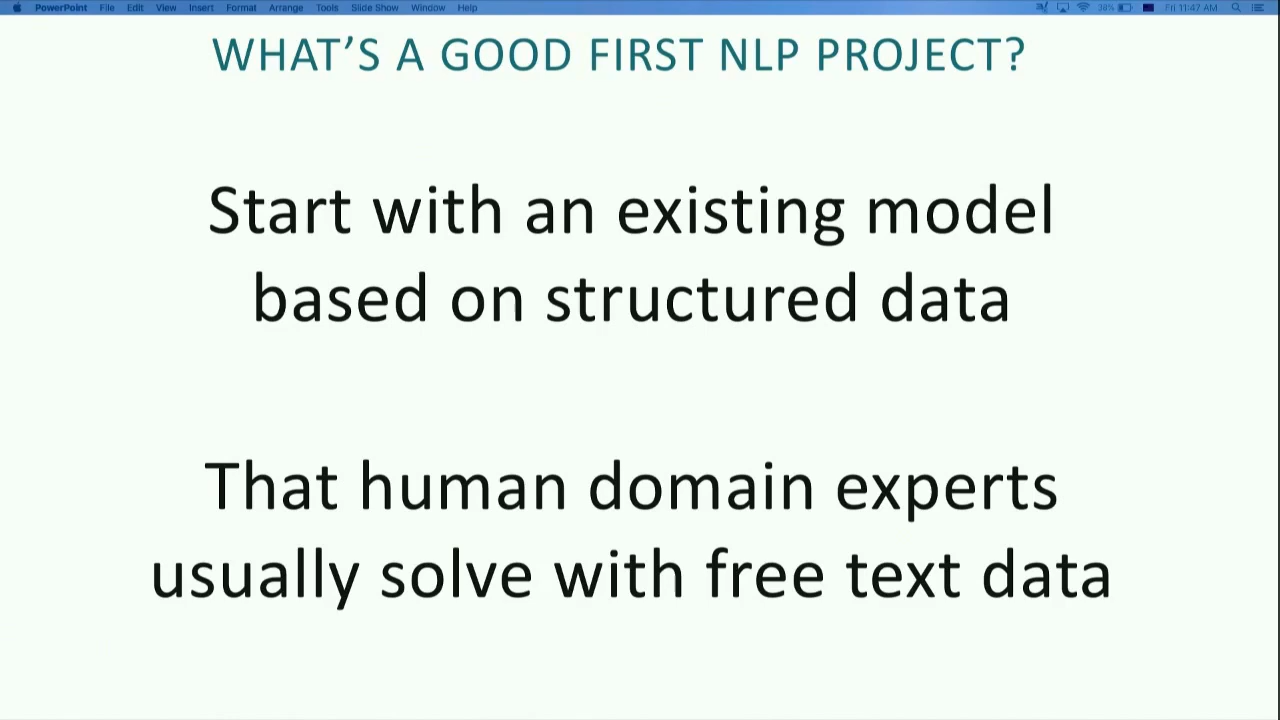 PowerPoint File Edit View Insert Format Arrange Tools Slide Show Window Help 38% Fri 11:47 AM
WHAT'S A GOOD FIRST NLP PROJECT?
Start with an existing model
based on structured data
That human domain experts
usually solve with free text data